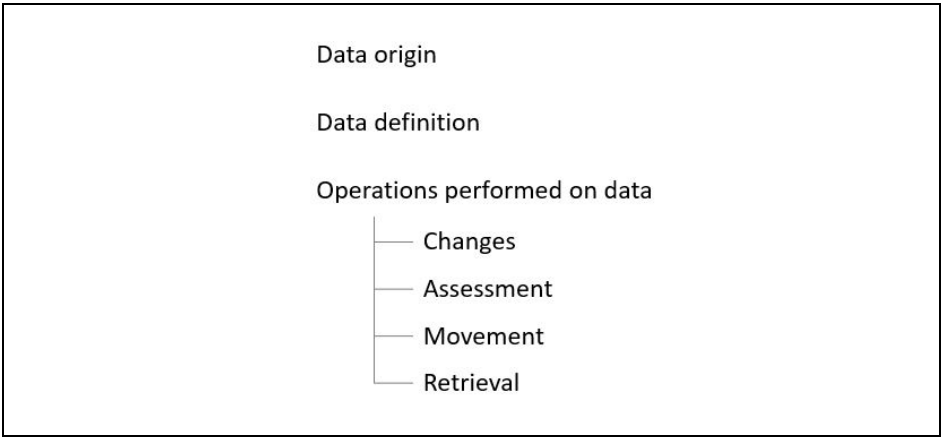 Data origin
Data definition
Operations performed on data
Changes
Assessment
Movement
Retrieval